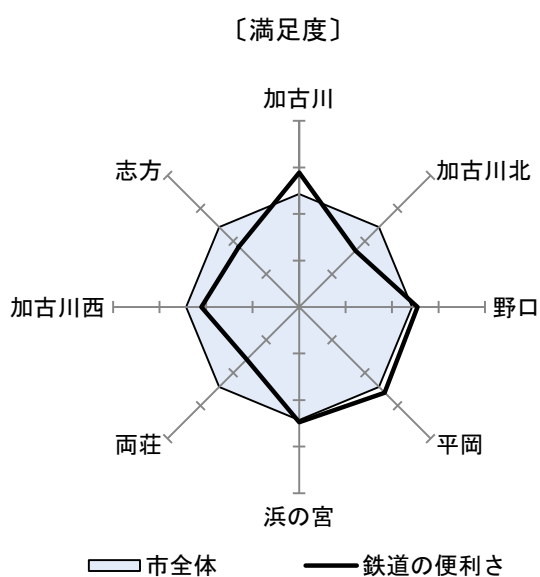 〔満足度〕
加古川
志方
加古川北
加古川西
野口
両荘
平岡
浜の宮
市全体
鉄道の便利さ